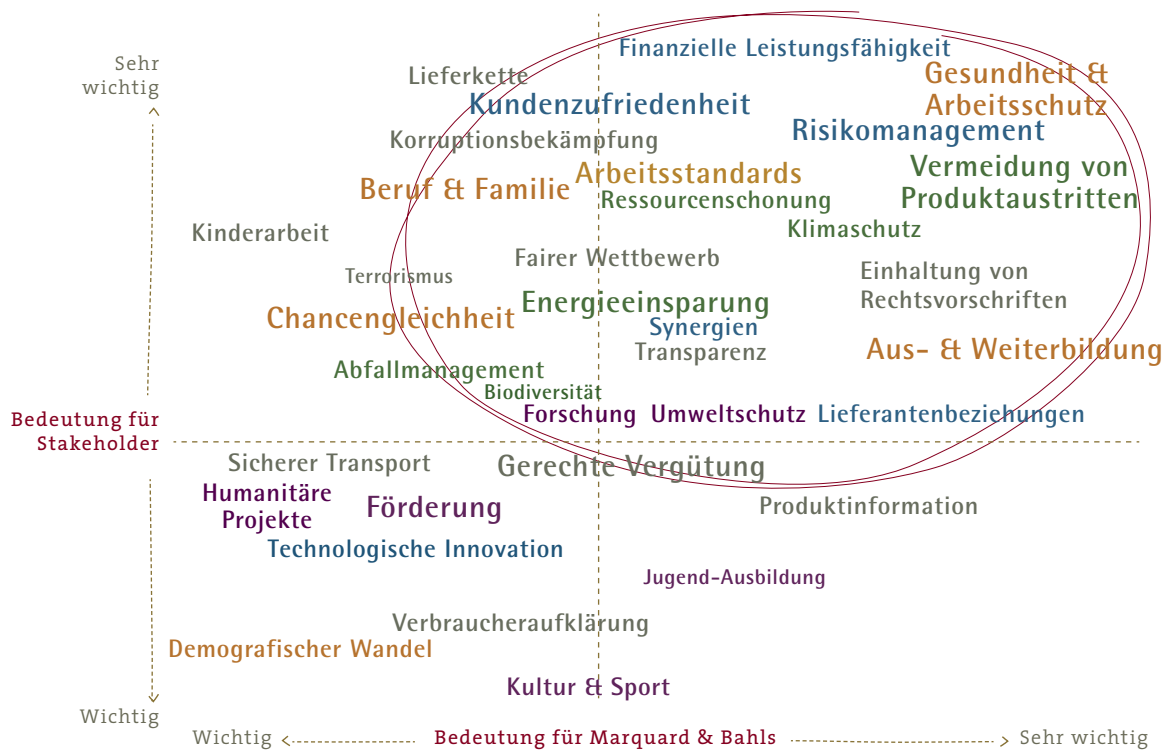 Sehr
wichtig
Finanzielle Leistungsfähigkeit
Lieferkette
Gesundheit &
Arbeitsschutz
Kundenzufriedenheit
Risikomanagement
Korruptionsbekämpfung
Vermeidung von
Produktaustritten
Arbeitsstandards
Beruf & Familie
Ressourcenschonung
Klimaschutz
Kinderarbeit
Fairer Wettbewerb
Terrorismus
Einhaltung von
Rechtsvorschriften
Energieeinsparung
Chancengleichheit
Synergien
Transparenz
Aus- & Weiterbildung
Abfallmanagement
Biodiversität
Forschung
Umweltschutz
Lieferantenbeziehungen
Bedeutung für
Stakeholder
Sicherer Transport
Gerechte Vergütung
Humanitäre
Projekte
Förderung
Produktinformation
Technologische Innovation
Jugend-Ausbildung
Verbraucheraufklärung
Demografischer Wandel
Kultur & Sport
Wichtig
Wichtig
Bedeutung für Marquard & Bahls
Sehr wichtig